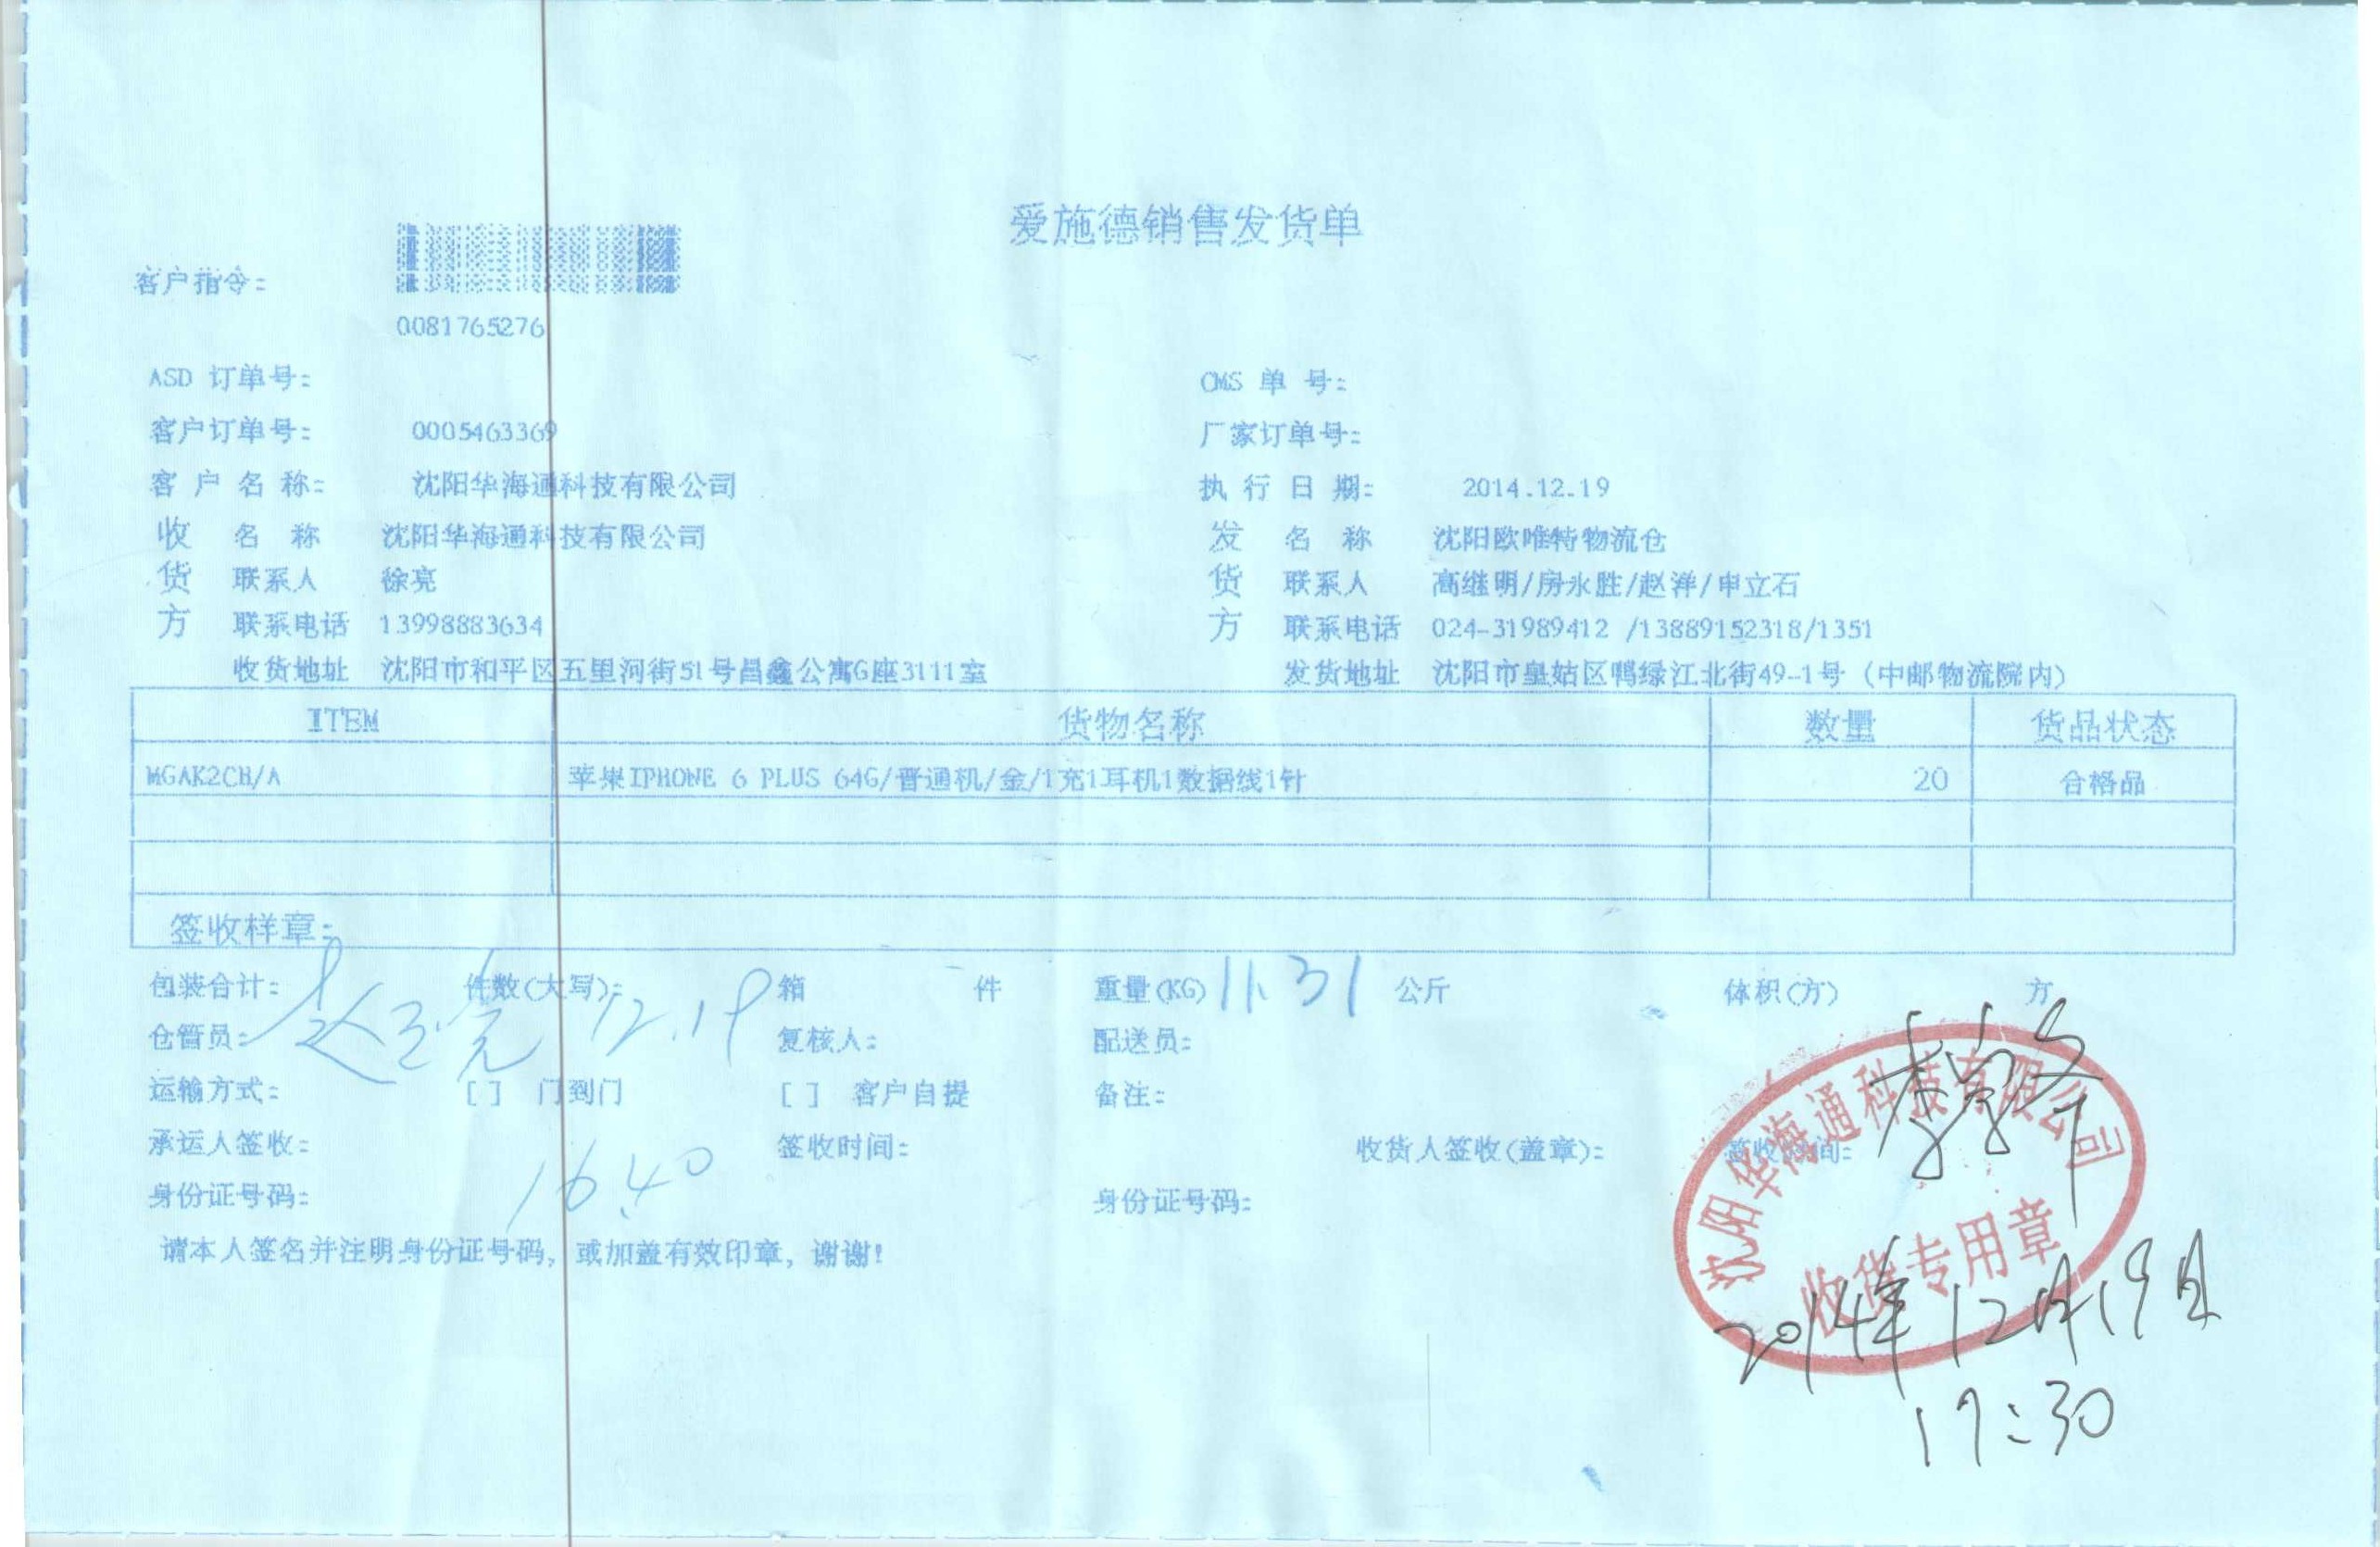 爱施德销售发货单
客户指令:
0081765276
ASD 订单号: CMS 单 号:
客户订单号: 0005463369 厂家订单号:
客 户 名 称: 沈阳华海通科技有限公司 执 行 日 期: 2014.12.19
收 名 称 沈阳华海通科技有限公司 发 名 称 沈阳欧唯特物流仓
货 联系人 徐亮 货 联系人 高继明/房永胜/赵洋/申立石
方 联系电话 13998883634 方 联系电话 024-31989412 /13889152318/1351
收货地址 沈阳市和平区五里河街51号昌鑫公寓G座3111室 发货地址 沈阳市皇姑区鸭绿江北街49-1号(中邮物流院内)
ITEM 货物名称 数量 货品状态
MGAK2CH/A 苹果IPHONE 6 PLUS 64G/普通机/金/1充1耳机1数据线1针 20 合格品
签收样章:
包装合计: 件数(大写): 箱 件 重量(KG) 11.31 公斤 体积(方) 方
12.19
仓管员: 复核人: 配送员:
运输方式: [ ] 门到门 [ ] 客户自提 备注:
承运人签收: 签收时间: 收货人签收(盖章): 签收时间:
16.40
身份证号码: 身份证号码:
请本人签名并注明身份证号码, 或加盖有效印章, 谢谢!
沈阳华海通科技有限公司
收货专用章
2014年12月19日
17:30